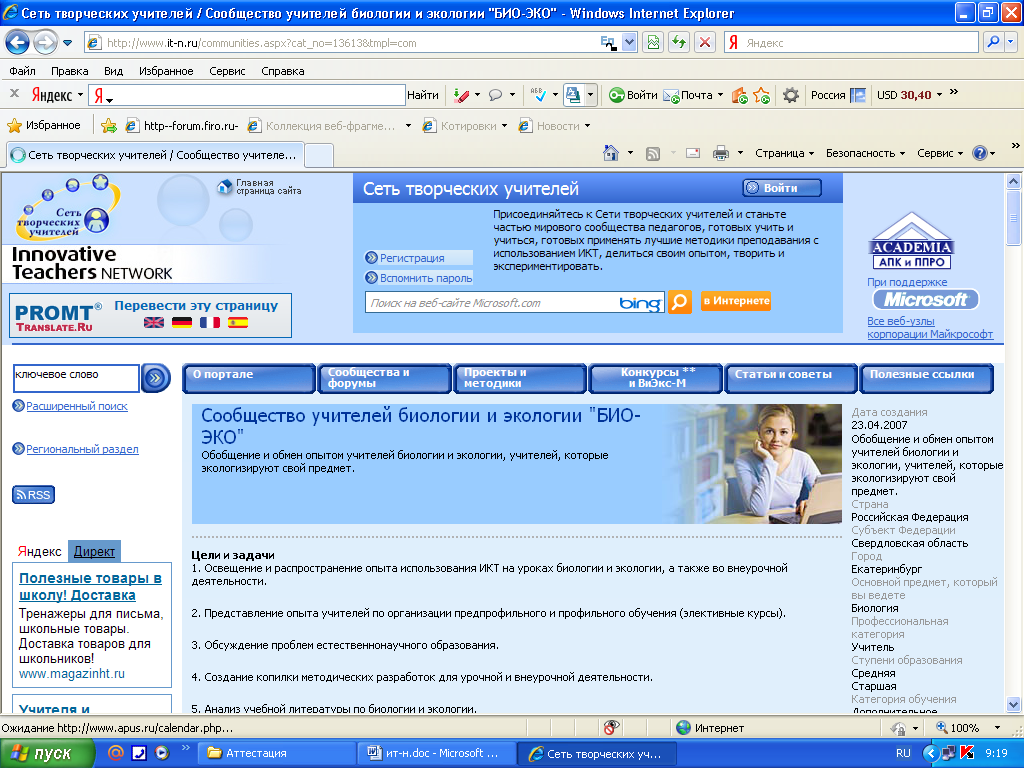 Сеть творческих учителей / Сообщество учителей биологии и экологии "БИО-ЭКО" - Windows Internet Explorer
http://www.it-n.ru/communities.aspx?cat_no=13613&tmpl=com
Яндекс
Файл Правка Вид Избранное Сервис Справка
Яндекс Найти Войти Почта Россия USD 30,40
Избранное http--forum.firo.ru- Коллекция веб-фрагме... Котировки Новости
Сеть творческих учителей / Сообщество учителе... Страница Безопасность Сервис
Сеть творческих учителей
Главная страница сайта
Innovative
Teachers NETWORK
PROMT®
TRANSLATE.RU
Перевести эту страницу
Сеть творческих учителей
Войти
Присоединяйтесь к Сети творческих учителей и станьте
частью мирового сообщества педагогов, готовых учить и
учиться, готовых применять лучшие методики преподавания с
использованием ИКТ, делиться своим опытом, творить и
экспериментировать.
Регистрация
Вспомнить пароль
Поиск на веб-сайте Microsoft.com bing в Интернете
ACADEMIA
АПК и ППРО
При поддержке
Microsoft
Все веб-узлы
корпорации Майкрософт
ключевое слово
Расширенный поиск
Региональный раздел
RSS
О портале
Сообщества и
форумы
Проекты и
методики
Конкурсы **
и ВиЭкс-М
Статьи и советы
Полезные ссылки
Сообщество учителей биологии и экологии "БИО-
ЭКО"
Обобщение и обмен опытом учителей биологии и экологии, учителей, которые
экологизируют свой предмет.
Цели и задачи
1. Освещение и распространение опыта использования ИКТ на уроках биологии и экологии, а также во внеурочной
деятельности.
2. Представление опыта учителей по организации предпрофильного и профильного обучения (элективные курсы).
3. Обсуждение проблем естественнонаучного образования.
4. Создание копилки методических разработок для урочной и внеурочной деятельности.
5. Анализ учебной литературы по биологии и экологии.
Дата создания
23.04.2007
Обобщение и обмен опытом
учителей биологии и
экологии, учителей, которые
экологизируют свой
предмет.
Страна
Российская Федерация
Субъект Федерации
Свердловская область
Город
Екатеринбург
Основной предмет, который
вы ведете
Биология
Профессиональная
категория
Учитель
Ступени образования
Средняя
Старшая
Категория обучения
Дополнительное
Яндекс Директ
Полезные товары в
школу! Доставка
Тренажеры для письма,
школьные товары.
Доставка товаров для
школьников!
www.magazinht.ru
Учителя и
Ожидание http://www.apus.ru/calendar.php... Интернет 100%
пуск Аттестация ит-н.doc - Microsoft ... Сеть творческих уч... RU 9:19